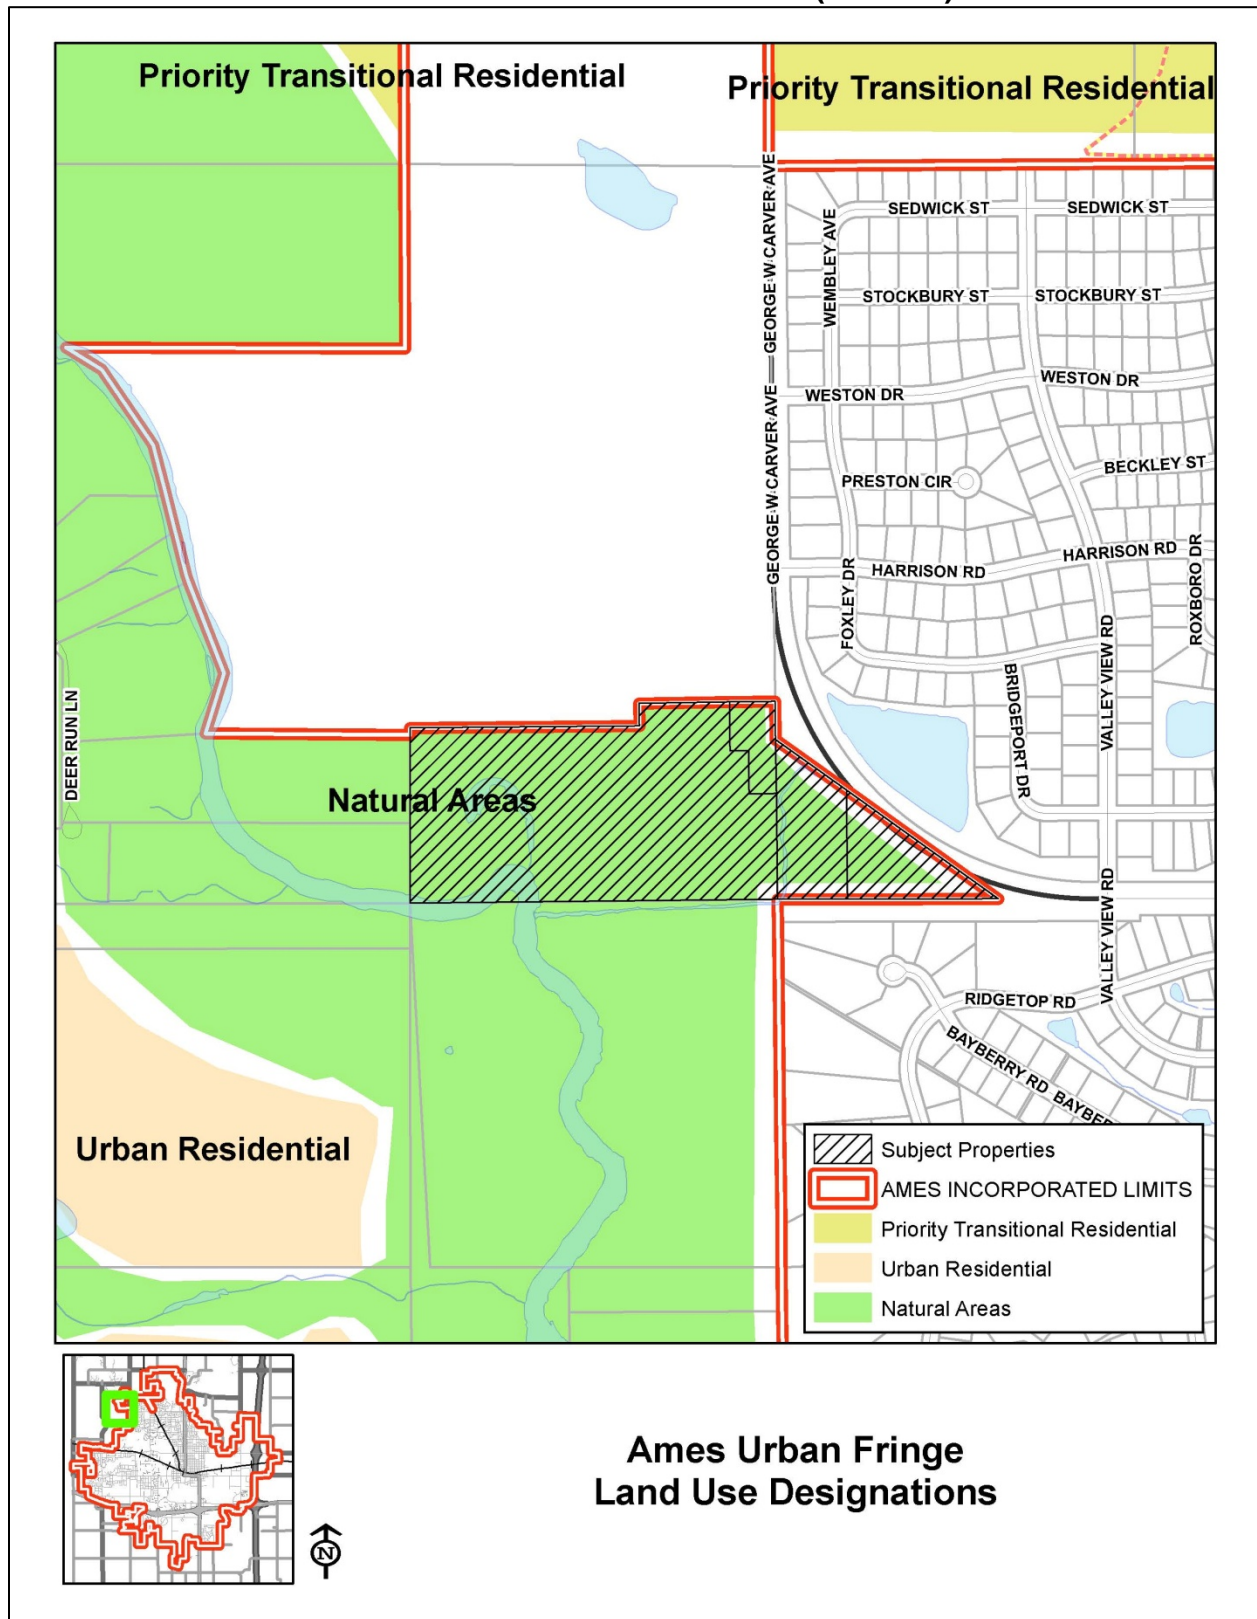 Priority Transitional Residential
Priority Transitional Residential
GEORGE W CARVER AVE
GEORGE W CARVER AVE
SEDWICK ST
SEDWICK ST
WEMBLEY AVE
STOCKBURY ST
STOCKBURY ST
WESTON DR
WESTON DR
BECKLEY ST
PRESTON CIR
HARRISON RD
HARRISON RD
ROXBORO DR
FOXLEY DR
VALLEY VIEW RD
BRIDGEPORT DR
DEER RUN LN
Natural Areas
VALLEY VIEW RD
RIDGETOP RD
BAYBERRY RD
Urban Residential
Subject Properties
AMES INCORPORATED LIMITS
Priority Transitional Residential
Urban Residential
Natural Areas
Ames Urban Fringe
Land Use Designations
N